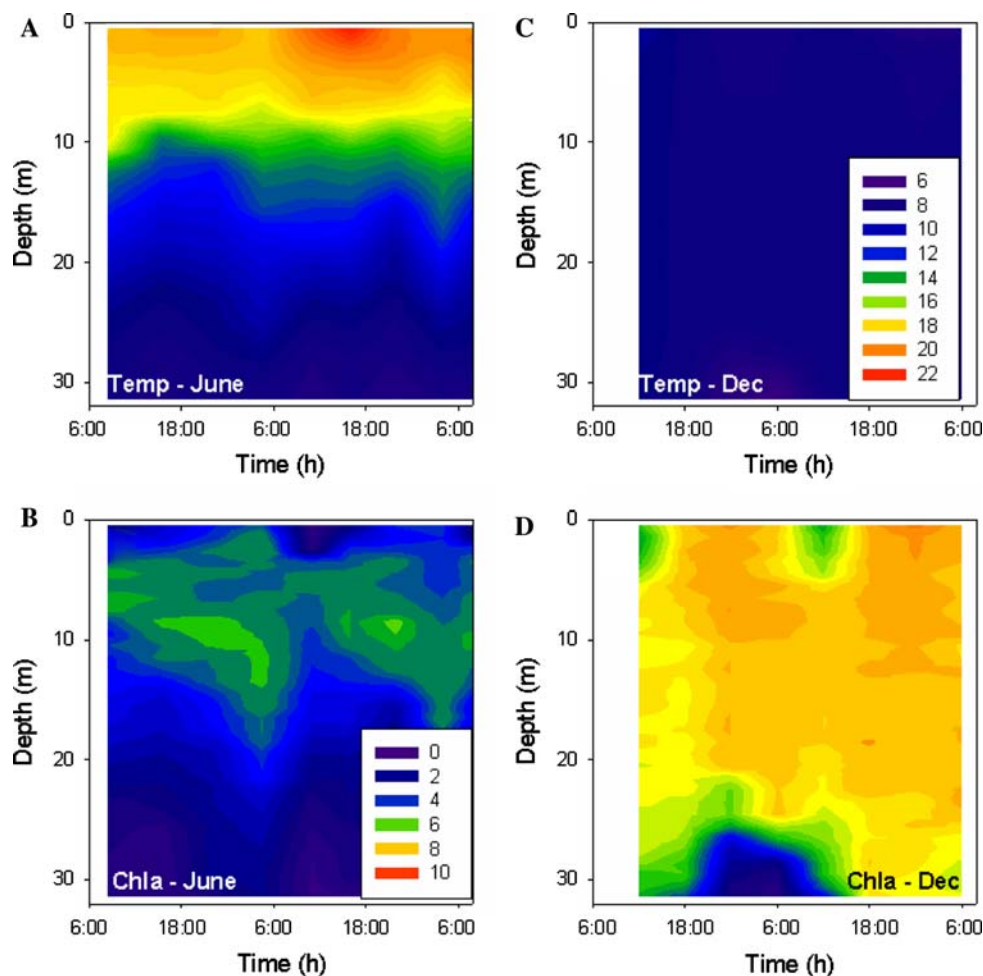 A
0
10
20
30
Depth (m)
Temp - June
6:00 18:00 6:00 18:00 6:00
Time (h)
C
0
10
20
30
Depth (m)
6
8
10
12
14
16
18
20
22
Temp - Dec
6:00 18:00 6:00 18:00 6:00
Time (h)
B
0
10
20
30
Depth (m)
0
2
4
6
8
10
Chla - June
6:00 18:00 6:00 18:00 6:00
Time (h)
D
0
10
20
30
Depth (m)
Chla - Dec
6:00 18:00 6:00 18:00 6:00
Time (h)